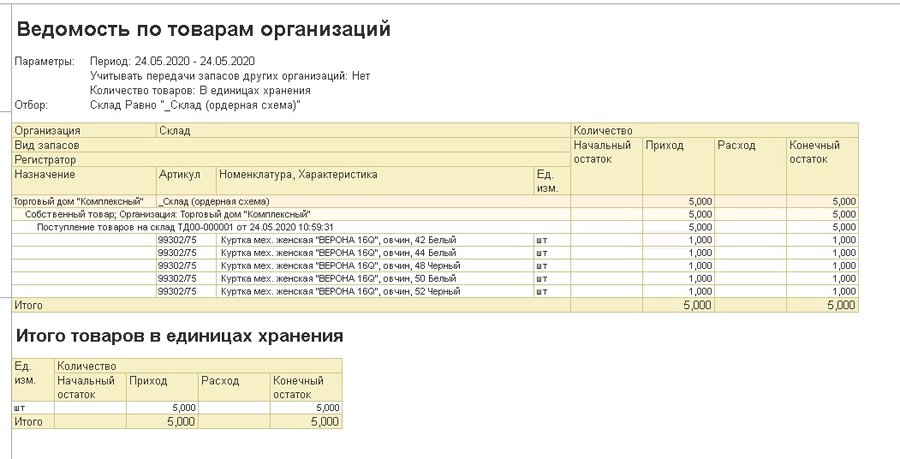 Ведомость по товарам организаций
Параметры: Период: 24.05.2020 - 24.05.2020
Учитывать передачи запасов других организаций: Нет
Количество товаров: В единицах хранения
Отбор: Склад Равно "_Склад (ордерная схема)"
Организация Склад Количество
Вид запасов Начальный остаток Приход Расход Конечный остаток
Регистратор
Назначение Артикул Номенклатура, Характеристика Ед. изм.
Торговый дом "Комплексный" _Склад (ордерная схема) 5,000 5,000
Собственный товар; Организация: Торговый дом "Комплексный" 5,000 5,000
Поступление товаров на склад ТД00-000001 от 24.05.2020 10:59:31 5,000 5,000
99302/75 Куртка мех. женская "ВЕРОНА 16Q", овчин, 42 Белый шт 1,000 1,000
99302/75 Куртка мех. женская "ВЕРОНА 16Q", овчин, 44 Белый шт 1,000 1,000
99302/75 Куртка мех. женская "ВЕРОНА 16Q", овчин, 48 Черный шт 1,000 1,000
99302/75 Куртка мех. женская "ВЕРОНА 16Q", овчин, 50 Белый шт 1,000 1,000
99302/75 Куртка мех. женская "ВЕРОНА 16Q", овчин, 52 Черный шт 1,000 1,000
Итого 5,000 5,000
Итого товаров в единицах хранения
Ед. изм. Количество
Начальный остаток Приход Расход Конечный остаток
шт 5,000 5,000
Итого 5,000 5,000